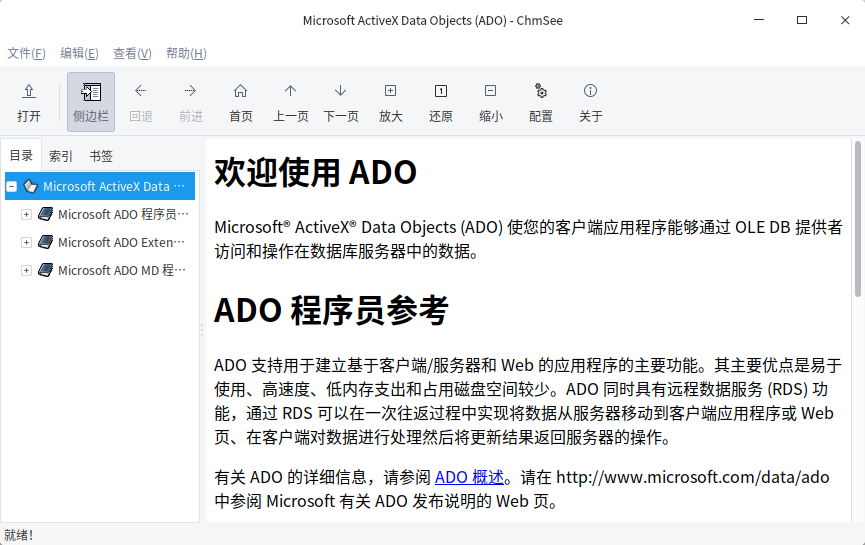 Microsoft ActiveX Data Objects (ADO) - ChmSee
文件(F) 编辑(E) 查看(V) 帮助(H)
打开 侧边栏 回退 前进 首页 上一页 下一页 放大 还原 缩小 配置 关于
目录 索引 书签
Microsoft ActiveX Data ···
Microsoft ADO 程序员···
Microsoft ADO Exten···
Microsoft ADO MD 程···
欢迎使用 ADO
Microsoft® ActiveX® Data Objects (ADO) 使您的客户端应用程序能够通过 OLE DB 提供者
访问和操作在数据库服务器中的数据。
ADO 程序员参考
ADO 支持用于建立基于客户端/服务器和 Web 的应用程序的主要功能。其主要优点是易于
使用、高速度、低内存支出和占用磁盘空间较少。ADO 同时具有远程数据服务 (RDS) 功
能，通过 RDS 可以在一次往返过程中实现将数据从服务器移动到客户端应用程序或 Web
页、在客户端对数据进行处理然后将更新结果返回服务器的操作。
有关 ADO 的详细信息，请参阅 ADO 概述。请在 http://www.microsoft.com/data/ado
中参阅 Microsoft 有关 ADO 发布说明的 Web 页。
就绪！